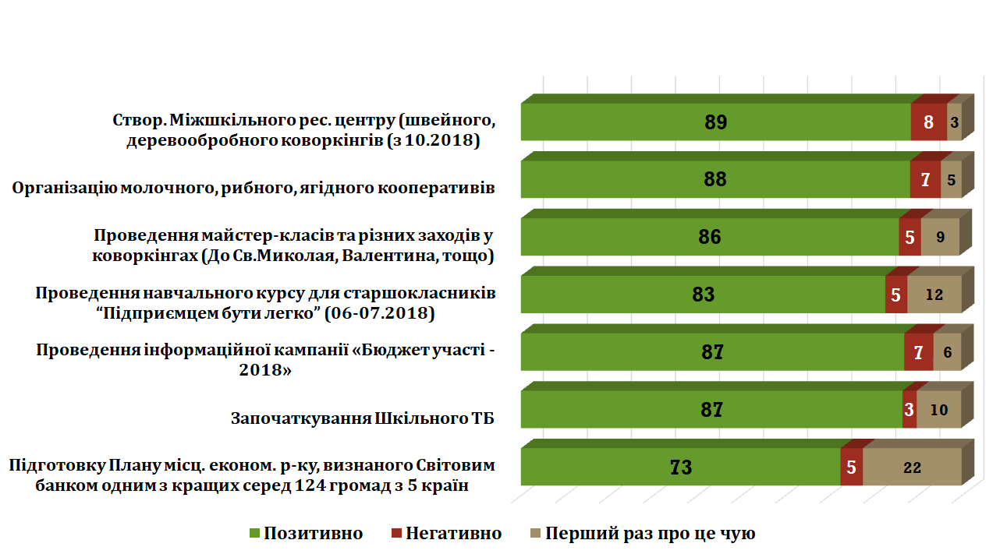 Створ. Міжшкільного рес. центру (швейного,
деревообробного коворкінгів (з 10.2018)
89 8 3
Організацію молочного, рибного, ягідного кооперативів
88 7 5
Проведення майстер-класів та різних заходів у
коворкінгах (До Св.Миколая, Валентина, тощо)
86 5 9
Проведення навчального курсу для старшокласників
“Підприємцем бути легко” (06-07.2018)
83 5 12
Проведення інформаційної кампанії «Бюджет участі -
2018»
87 7 6
Започаткування Шкільного ТБ
87 3 10
Підготовку Плану місц. економ. р-ку, визнаного Світовим
банком одним з кращих серед 124 громад з 5 країн
73 5 22
Позитивно Негативно Перший раз про це чую